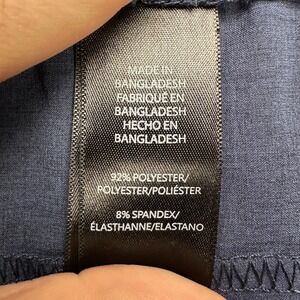 MADE IN
BANGLADESH
FABRIQUÉ EN
BANGLADESH
HECHO EN
BANGLADESH
92% POLYESTER/
POLYESTER/POLIÉSTER
8% SPANDEX/
ÉLASTHANNE/ELASTANO